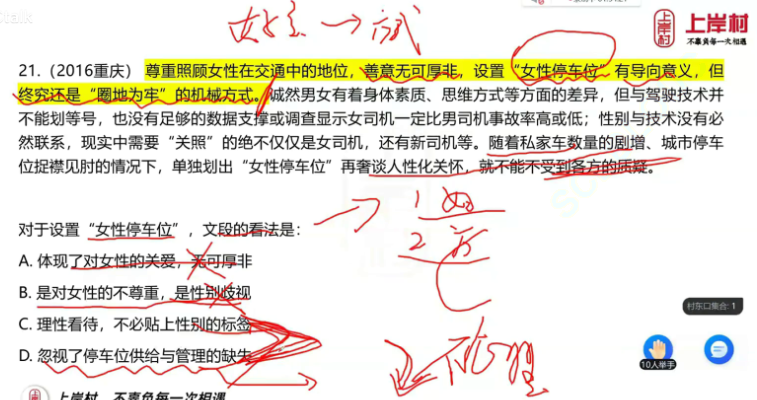 上岸村
不辜负每一次相遇
21.（2016重庆）尊重照顾女性在交通中的地位，善意无可厚非，设置“女性停车位”有导向意义，但
终究还是“圈地为牢”的机械方式。诚然男女有着身体素质、思维方式等方面的差异，但与驾驶技术并
不能划等号，也没有足够的数据支撑或调查显示女司机一定比男司机事故率高或低；性别与技术没有必
然联系，现实中需要“关照”的绝不仅仅是女司机，还有新司机等。随着私家车数量的剧增、城市停车
位捉襟见肘的情况下，单独划出“女性停车位”再奢谈人性化关怀，就不能不受到各方的质疑。
1
2
对于设置“女性停车位”，文段的看法是：
A. 体现了对女性的关爱，无可厚非
B. 是对女性的不尊重，是性别歧视
C. 理性看待，不必贴上性别的标签
D. 忽视了停车位供给与管理的缺失
村东口集合: 1
10人举手
上岸村 不辜负每一次相遇